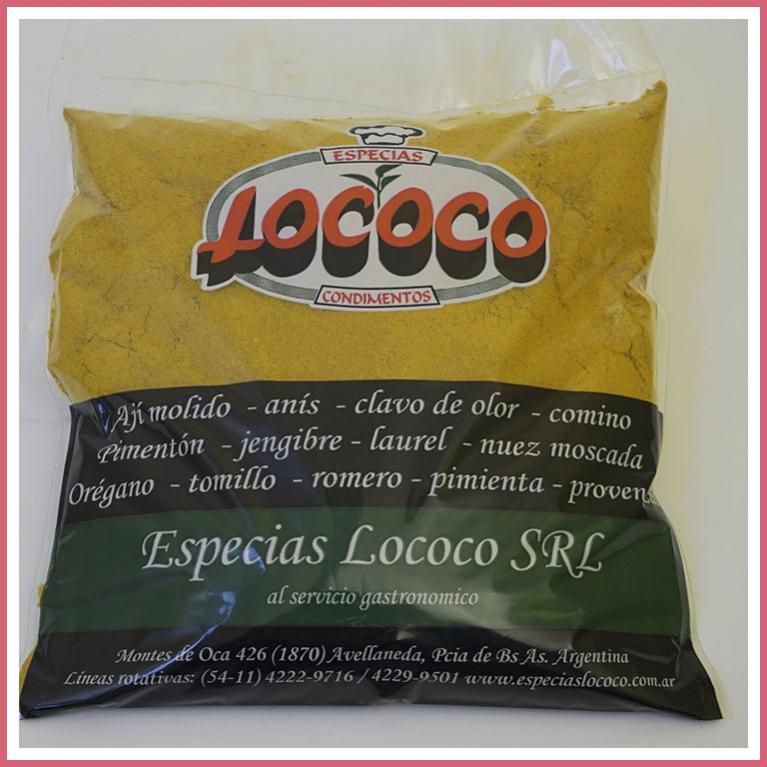 ESPECIAS
LOCOCO
CONDIMENTOS
Ají molido - anís - clavo de olor - comino
Pimentón - jengibre - laurel - nuez moscada
Orégano - tomillo - romero - pimienta - proven
Especias Lococo SRL
al servicio gastronomico
Montes de Oca 426 (1870) Avellaneda, Pcia de Bs As. Argentina
Líneas rotativas: (54-11) 4222-9716 / 4229-9501 www.especiaslococo.com.ar